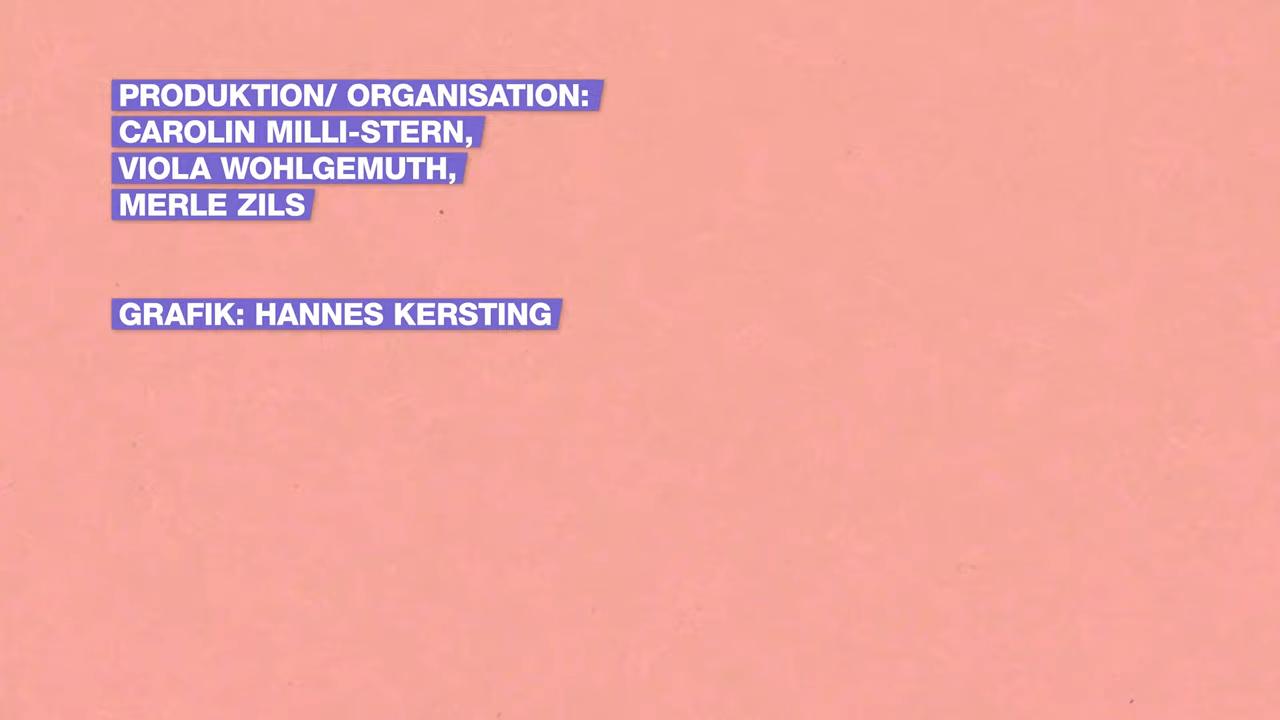 PRODUKTION/ ORGANISATION:
CAROLIN MILLI-STERN,
VIOLA WOHLGEMUTH,
MERLE ZILS
GRAFIK: HANNES KERSTING